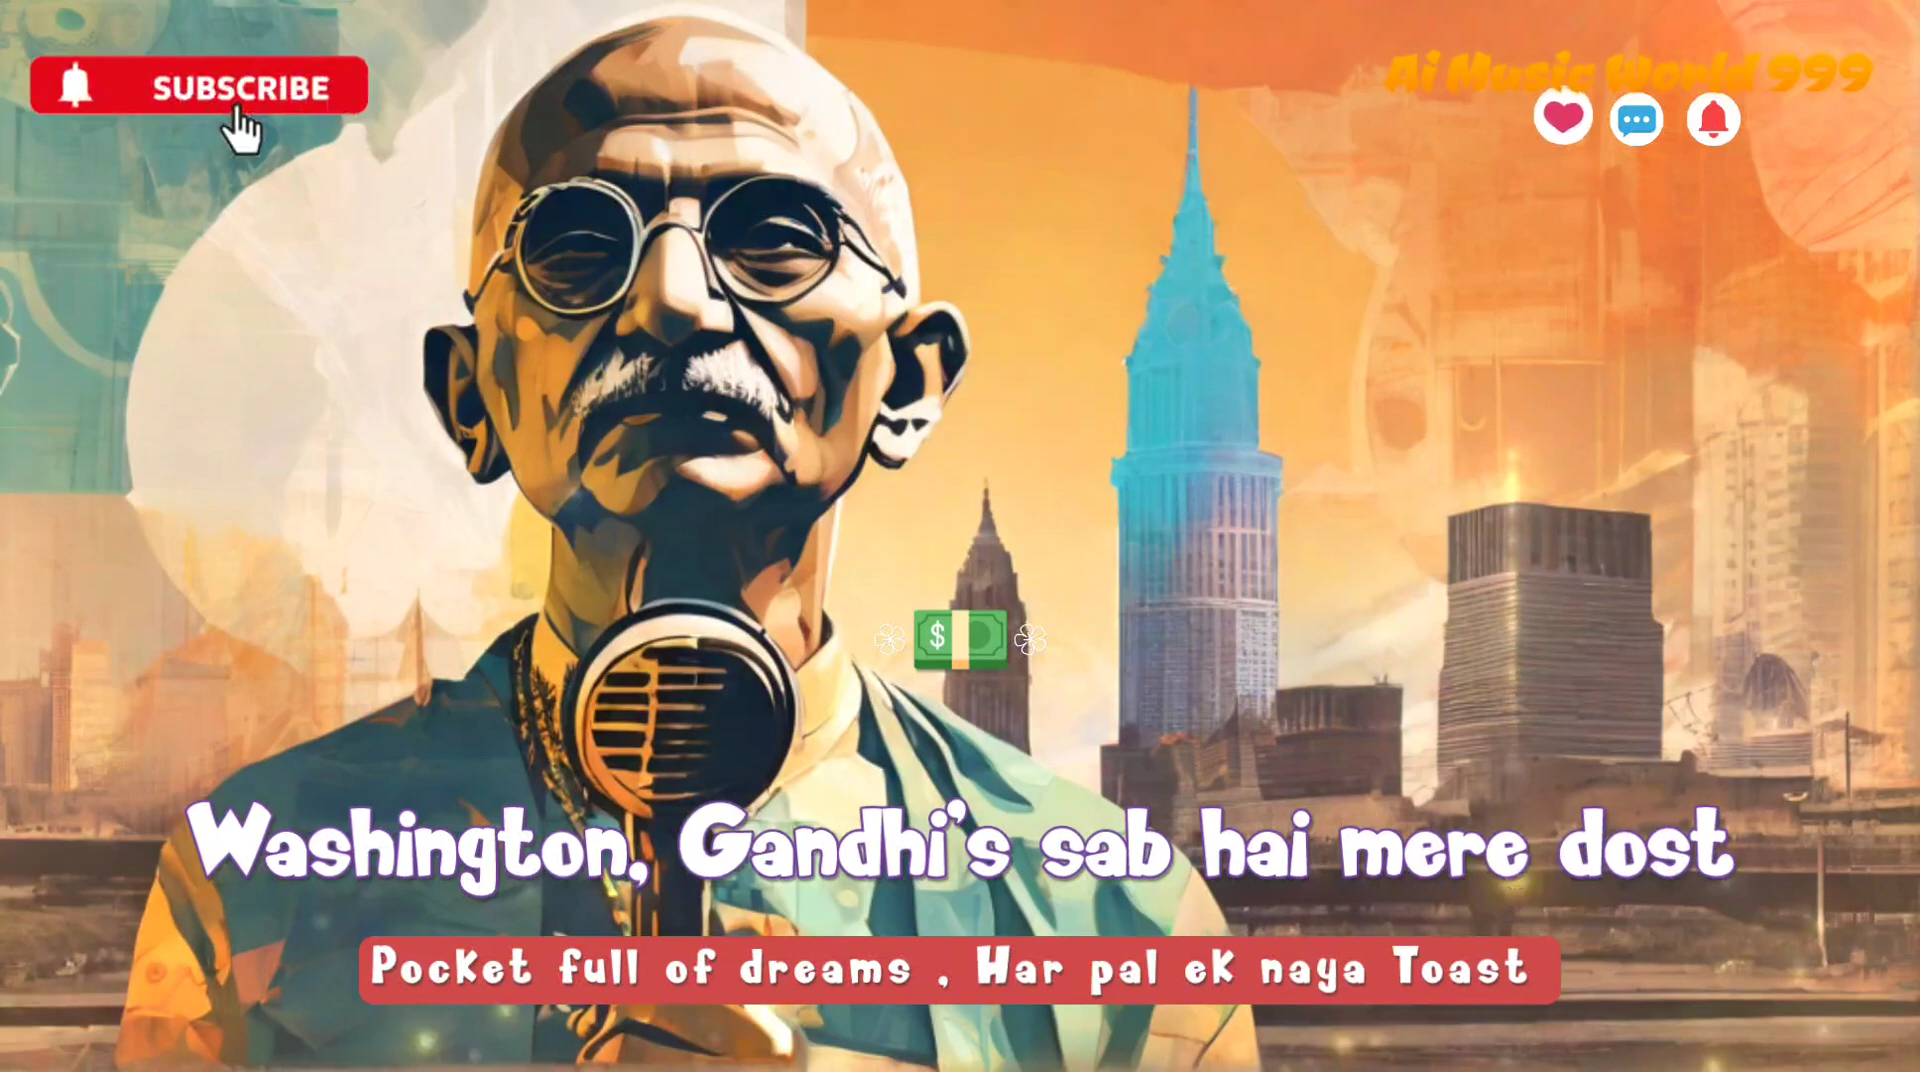 SUBSCRIBE
Ai Music World 999
$
Washington, Gandhi's sab hai mere dost
Pocket full of dreams , Har pal ek naya Toast